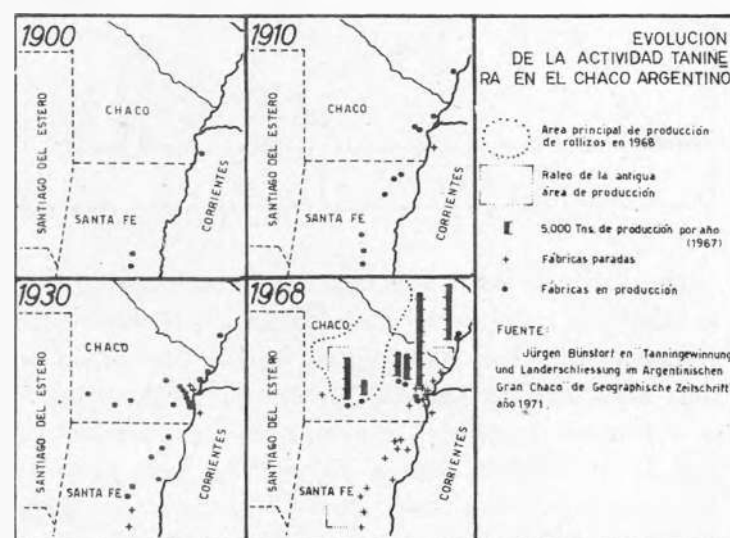 1900
CHACO
SANTIAGO DEL ESTERO
SANTA FE
CORRIENTES
1910
CHACO
SANTIAGO DEL ESTERO
SANTA FE
CORRIENTES
1930
CHACO
SANTIAGO DEL ESTERO
SANTA FE
CORRIENTES
1968
CHACO
SANTIAGO DEL ESTERO
SANTA FE
CORRIENTES
EVOLUCION
DE LA ACTIVIDAD TANINE
RA EN EL CHACO ARGENTINO
Area principal de producción
de rollizos en 1968
Raleo de la antigua
área de producción
5.000 Tns. de producción por año
(1967)
Fábricas paradas
Fábricas en producción
FUENTE:
Jürgen Bünstorf en Tanningewinnung
und Landerschliessung im Argentinischen
Gran Chaco de Geographische Zeitschrift
año 1971.